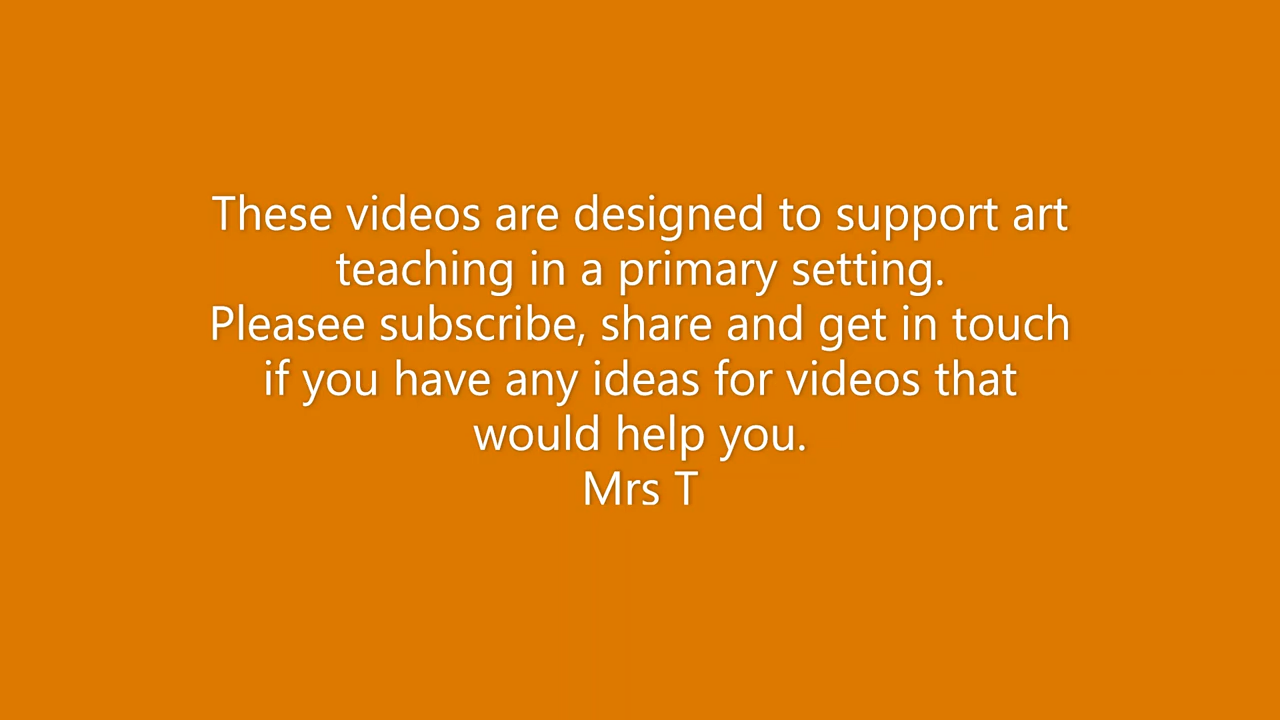 These videos are designed to support art
teaching in a primary setting.
Pleasee subscribe, share and get in touch
if you have any ideas for videos that
would help you.
Mrs T